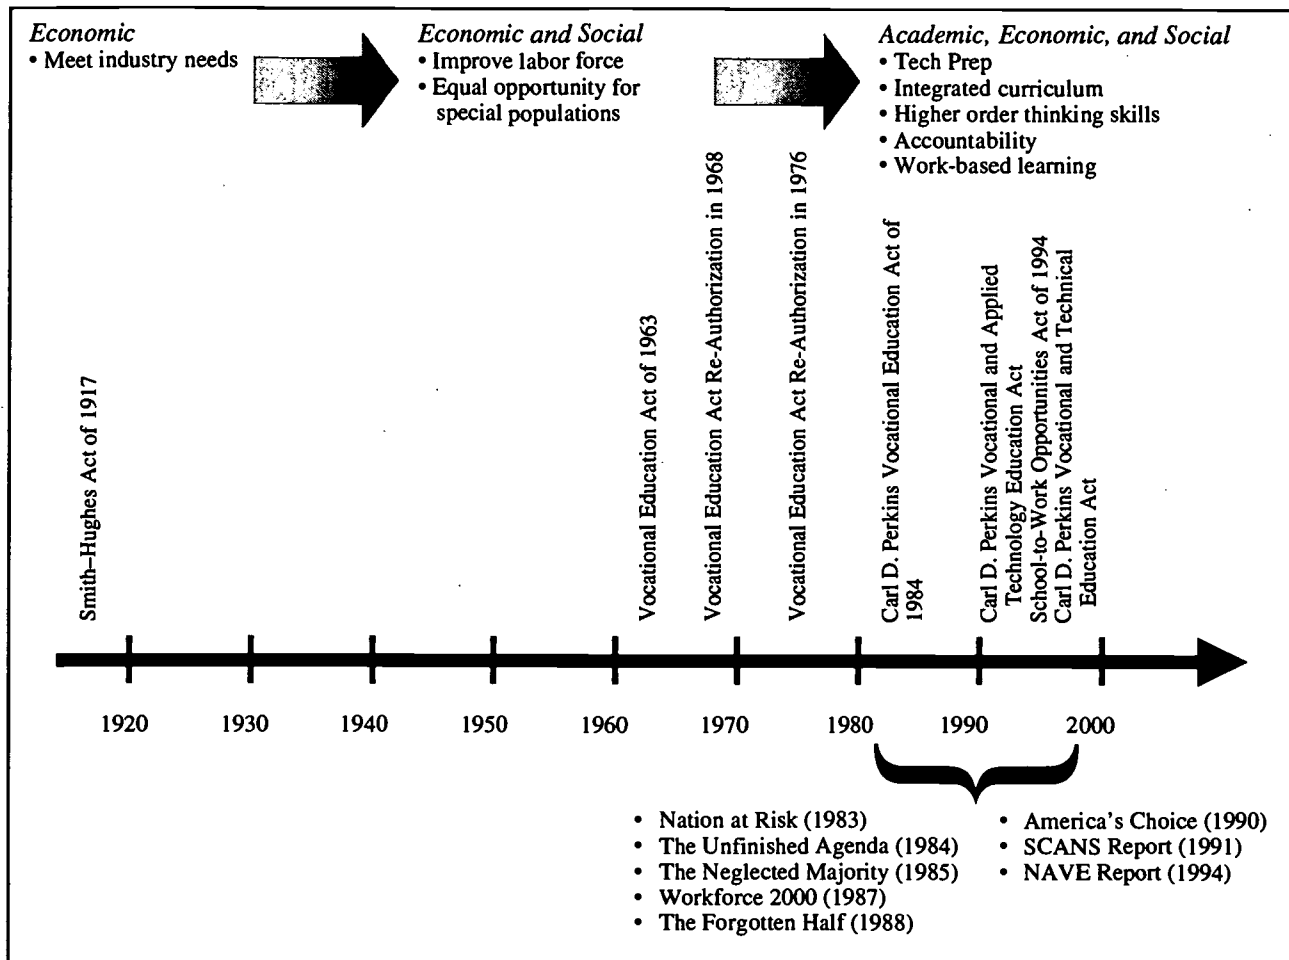 Economic
• Meet industry needs
Economic and Social
• Improve labor force
• Equal opportunity for
special populations
Academic, Economic, and Social
• Tech Prep
• Integrated curriculum
• Higher order thinking skills
• Accountability
• Work-based learning
Smith–Hughes Act of 1917
Vocational Education Act of 1963
Vocational Education Act Re-Authorization in 1968
Vocational Education Act Re-Authorization in 1976
Carl D. Perkins Vocational Education Act of
1984
Carl D. Perkins Vocational and Applied
Technology Education Act
School-to-Work Opportunities Act of 1994
Carl D. Perkins Vocational and Technical
Education Act
1920
1930
1940
1950
1960
1970
1980
1990
2000
• Nation at Risk (1983)
• The Unfinished Agenda (1984)
• The Neglected Majority (1985)
• Workforce 2000 (1987)
• The Forgotten Half (1988)
• America's Choice (1990)
• SCANS Report (1991)
• NAVE Report (1994)